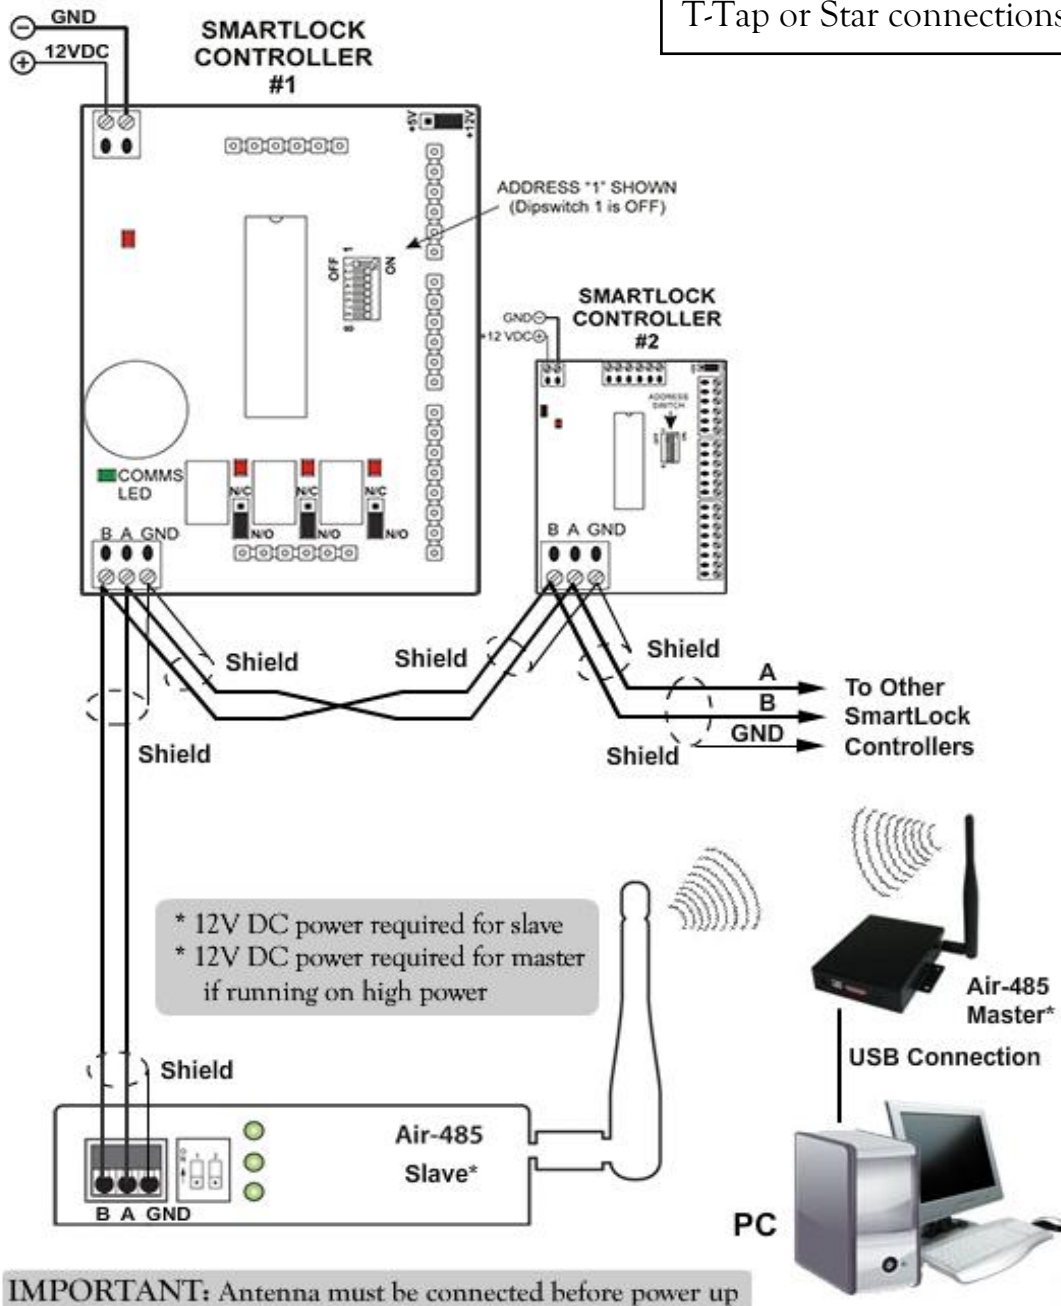 T-Tap or Star connections
GND
12VDC
SMARTLOCK
CONTROLLER
#1
+5V
+12V
ADDRESS "1" SHOWN
(Dipswitch 1 is OFF)
OFF
1
ON
8
SMARTLOCK
CONTROLLER
#2
GND
+12 VDC
ADDRESS
SWITCH
COMMS
LED
N/C
N/C
N/C
N/O
N/O
N/O
B A GND
B A GND
Shield
Shield
Shield
Shield
Shield
A
B
GND
To Other
SmartLock
Controllers
* 12V DC power required for slave
* 12V DC power required for master
if running on high power
Air-485
Master*
USB Connection
Shield
Air-485
Slave*
1 2
B A GND
PC
IMPORTANT: Antenna must be connected before power up